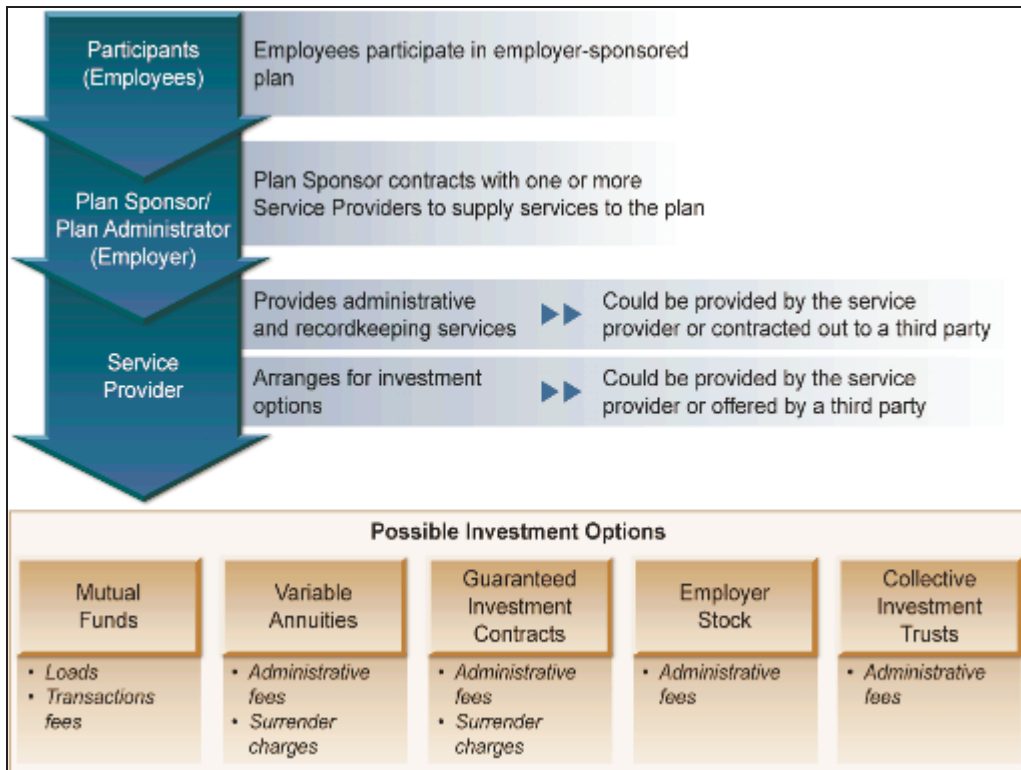 Participants
(Employees)
Employees participate in employer-sponsored
plan
Plan Sponsor/
Plan Administrator
(Employer)
Plan Sponsor contracts with one or more
Service Providers to supply services to the plan
Service
Provider
Provides administrative
and recordkeeping services
Could be provided by the service
provider or contracted out to a third party
Arranges for investment
options
Could be provided by the service
provider or offered by a third party
Possible Investment Options
Mutual
Funds
• Loads
• Transactions
fees
Variable
Annuities
• Administrative
fees
• Surrender
charges
Guaranteed
Investment
Contracts
• Administrative
fees
• Surrender
charges
Employer
Stock
• Administrative
fees
Collective
Investment
Trusts
• Administrative
fees